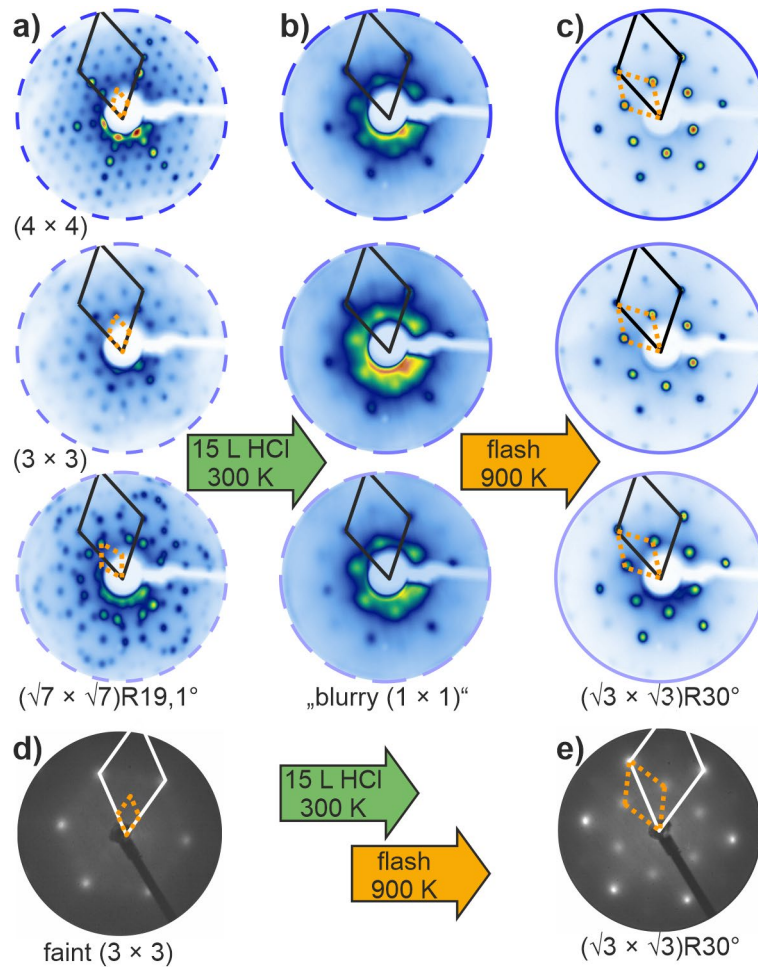 a)
b)
c)
(4 × 4)
15 L HCl
300 K
flash
900 K
(3 × 3)
(√7 × √7)R19,1°
„blurry (1 × 1)“
(√3 × √3)R30°
d)
e)
15 L HCl
300 K
flash
900 K
faint (3 × 3)
(√3 × √3)R30°